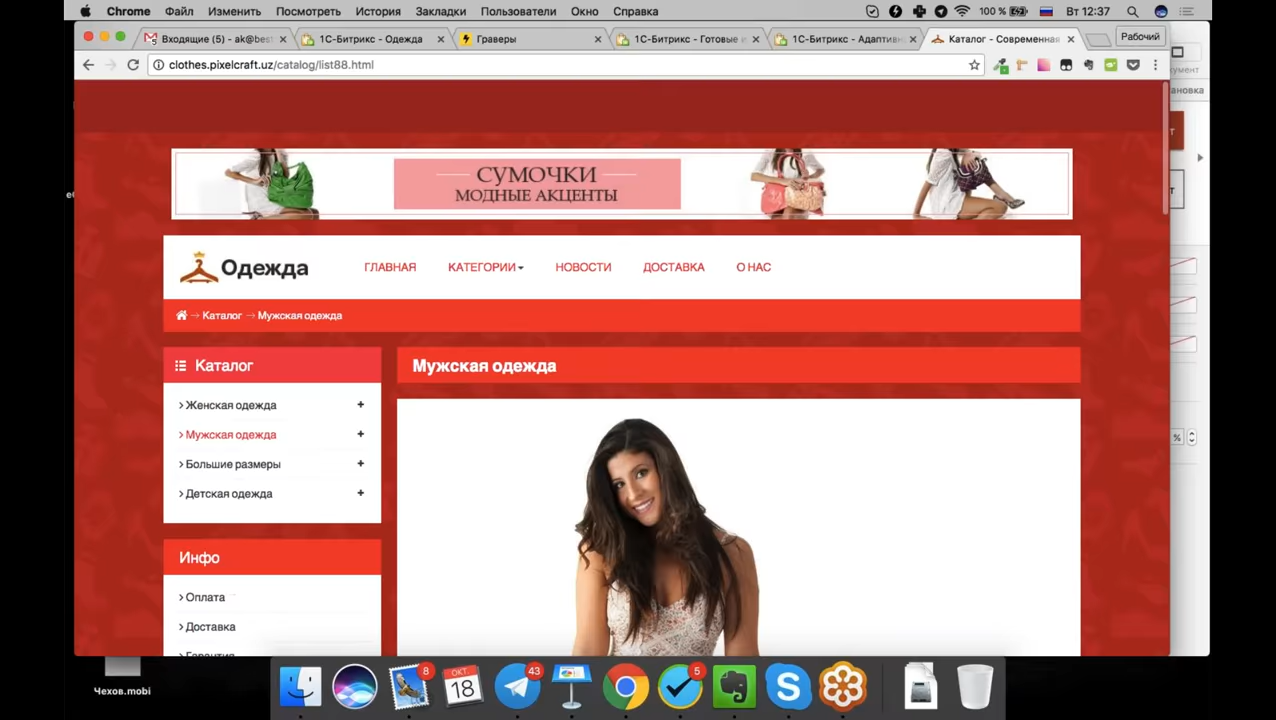 Chrome Файл Изменить Посмотреть История Закладки Пользователи Окно Справка 100 % Вт 12:37
Входящие (5) - ak@bes 1С-Битрикс - Одежда Граверы 1С-Битрикс - Готовые и 1С-Битрикс - Адаптивн Каталог - Современная Рабочий
clothes.pixelcraft.uz/catalog/list88.html
СУМОЧКИ
МОДНЫЕ АКЦЕНТЫ
Одежда ГЛАВНАЯ КАТЕГОРИИ НОВОСТИ ДОСТАВКА О НАС
→ Каталог → Мужская одежда
Каталог
Мужская одежда
Женская одежда +
Мужская одежда +
Большие размеры +
Детская одежда +
Инфо
Оплата
Доставка
Гарантия
%
Чехов.mobi
8
ОКТ.
18
43
5